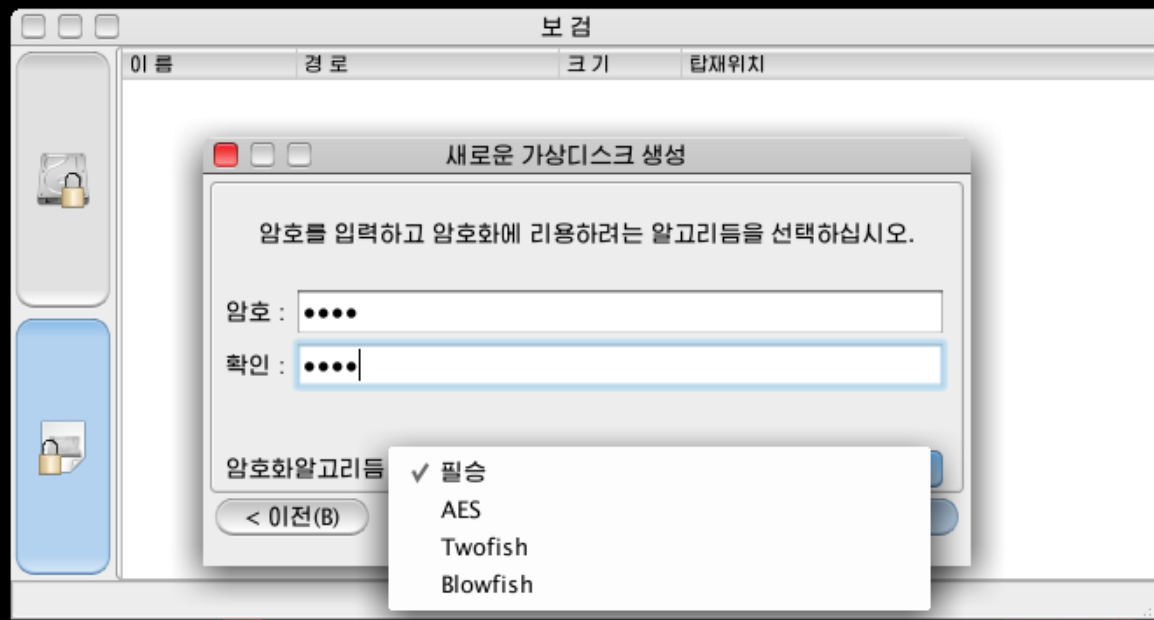 보 검
이 름 경 로 크 기 탑재위치
새로운 가상디스크 생성
암호를 입력하고 암호화에 리용하려는 알고리듬을 선택하십시오.
암호 : ●●●●
확인 : ●●●●
암호화알고리듬
✓ 필승
AES
Twofish
Blowfish
< 이전(B)